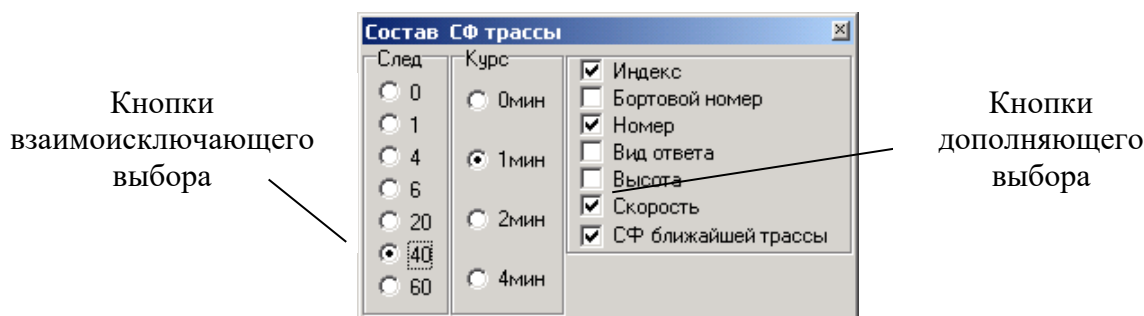 Состав СФ трассы
След
0
1
4
6
20
40
60
Курс
0мин
1мин
2мин
4мин
Индекс
Бортовой номер
Номер
Вид ответа
Высота
Скорость
СФ ближайшей трассы
Кнопки
взаимоисключающего
выбора
Кнопки
дополняющего
выбора